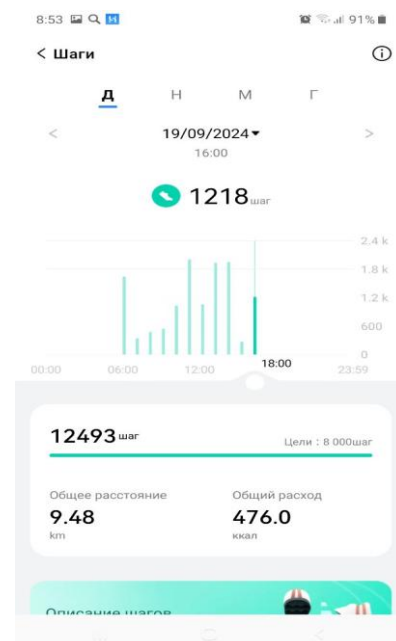 8:53 91%
< Шаги
Д Н М Г
< 19/09/2024 >
16:00
1218 шаг
2.4 k
1.8 k
1.2 k
600
0
00:00 06:00 12:00 18:00 23:59
12493 шаг Цели : 8 000шаг
Общее расстояние Общий расход
9.48 476.0
km ккал
Описание шагов